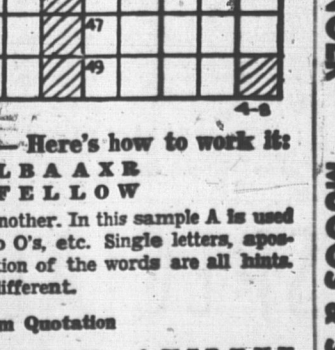 47
49
4-8
— Here's how to work it:
L B A A X R
F E L L O W
nother. In this sample A is used
o O's, etc. Single letters, apos-
tion of the words are all hints.
ifferent.
m Quotation